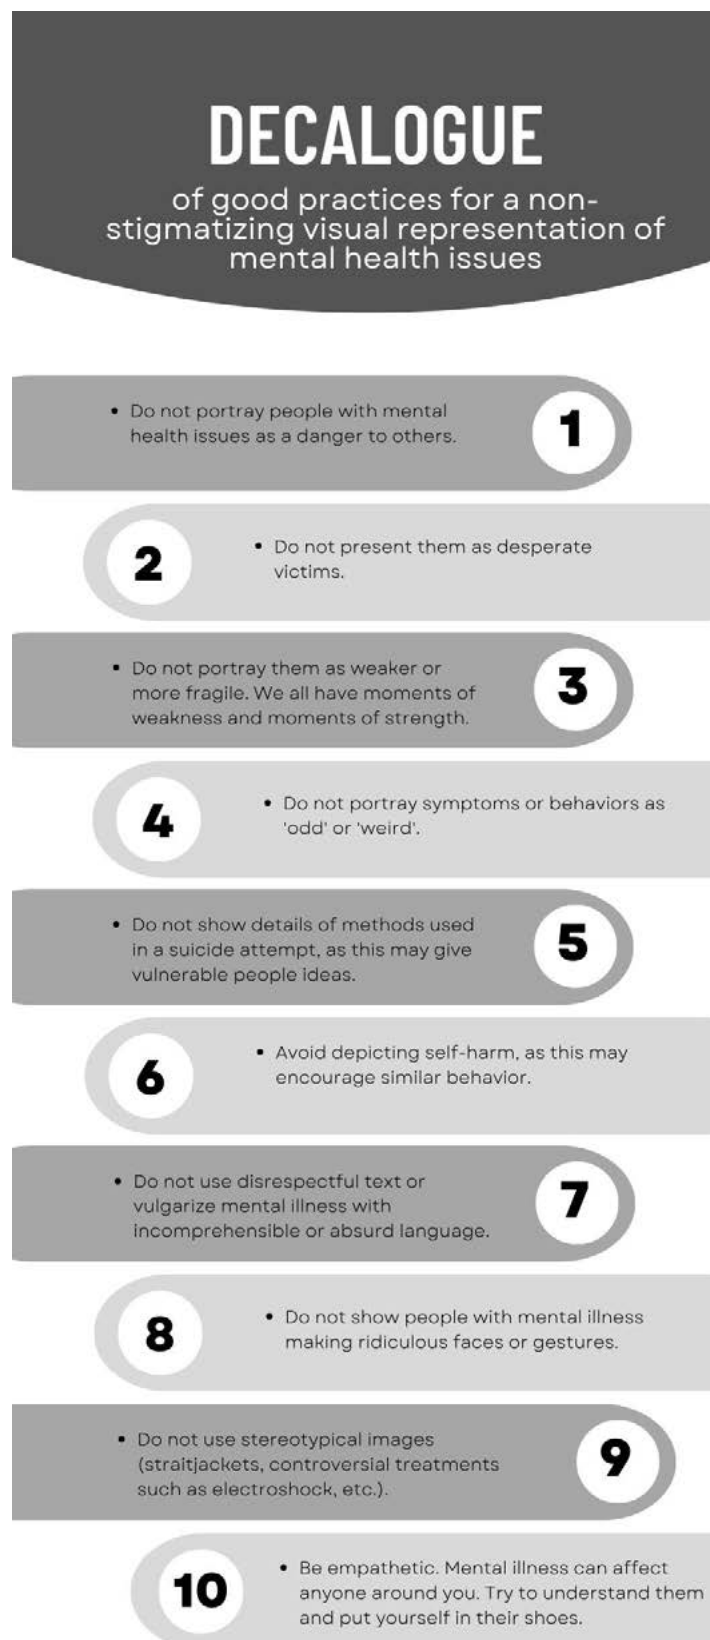 DECALOGUE
of good practices for a non-
stigmatizing visual representation of
mental health issues
• Do not portray people with mental
health issues as a danger to others.
1
2
• Do not present them as desperate
victims.
• Do not portray them as weaker or
more fragile. We all have moments of
weakness and moments of strength.
3
4
• Do not portray symptoms or behaviors as
'odd' or 'weird'.
• Do not show details of methods used
in a suicide attempt, as this may give
vulnerable people ideas.
5
6
• Avoid depicting self-harm, as this may
encourage similar behavior.
• Do not use disrespectful text or
vulgarize mental illness with
incomprehensible or absurd language.
7
8
• Do not show people with mental illness
making ridiculous faces or gestures.
• Do not use stereotypical images
(straitjackets, controversial treatments
such as electroshock, etc.).
9
10
• Be empathetic. Mental illness can affect
anyone around you. Try to understand them
and put yourself in their shoes.